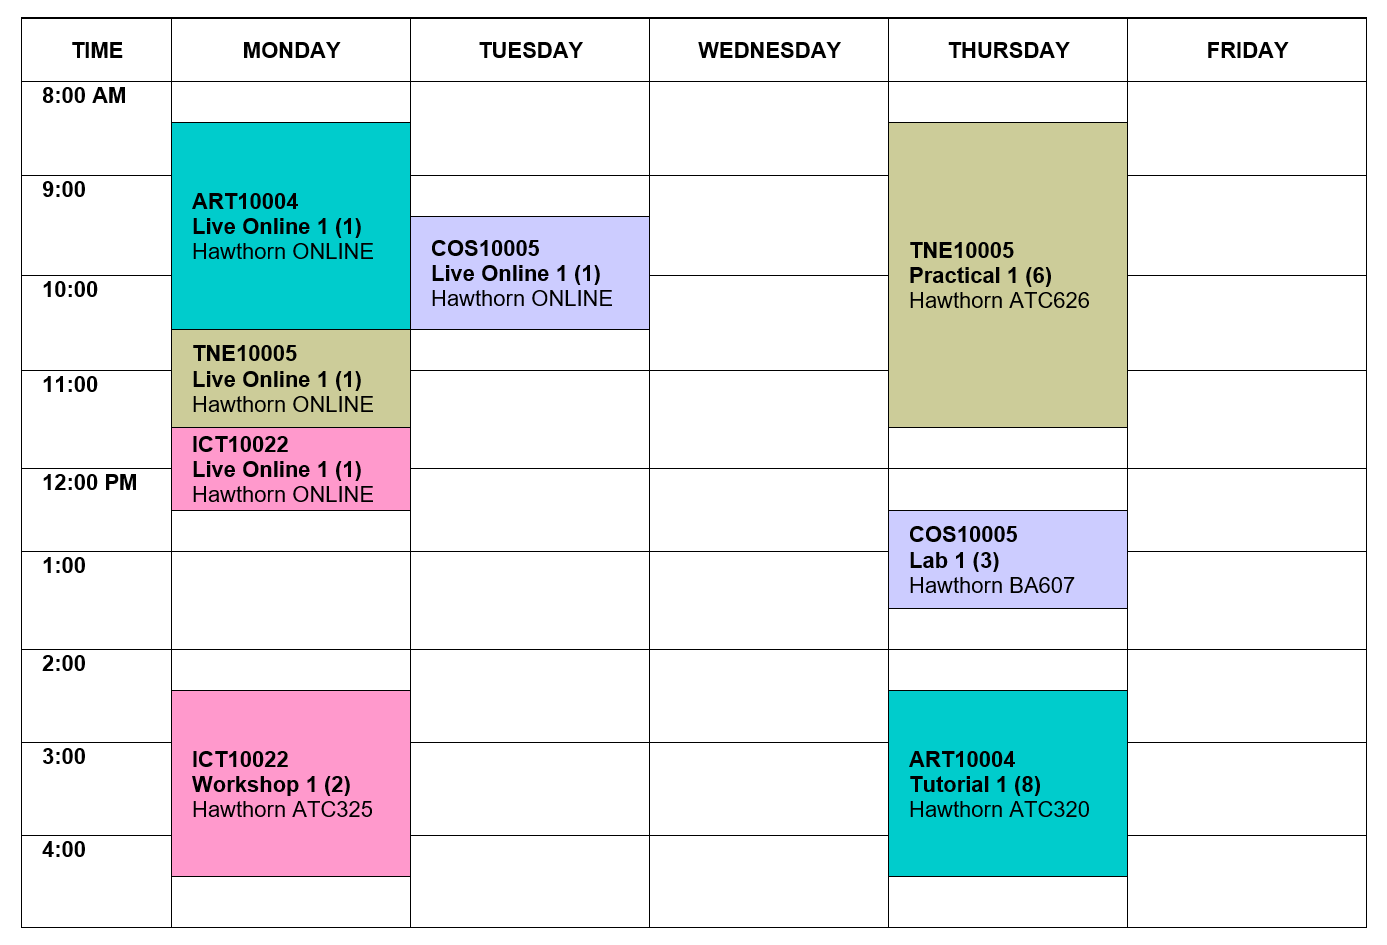 TIME MONDAY TUESDAY WEDNESDAY THURSDAY FRIDAY
8:00 AM
9:00
ART10004
Live Online 1 (1)
Hawthorn ONLINE
COS10005
Live Online 1 (1)
Hawthorn ONLINE
TNE10005
Practical 1 (6)
Hawthorn ATC626
10:00
TNE10005
Live Online 1 (1)
Hawthorn ONLINE
11:00
ICT10022
Live Online 1 (1)
Hawthorn ONLINE
12:00 PM
COS10005
Lab 1 (3)
Hawthorn BA607
1:00
2:00
3:00
ICT10022
Workshop 1 (2)
Hawthorn ATC325
ART10004
Tutorial 1 (8)
Hawthorn ATC320
4:00